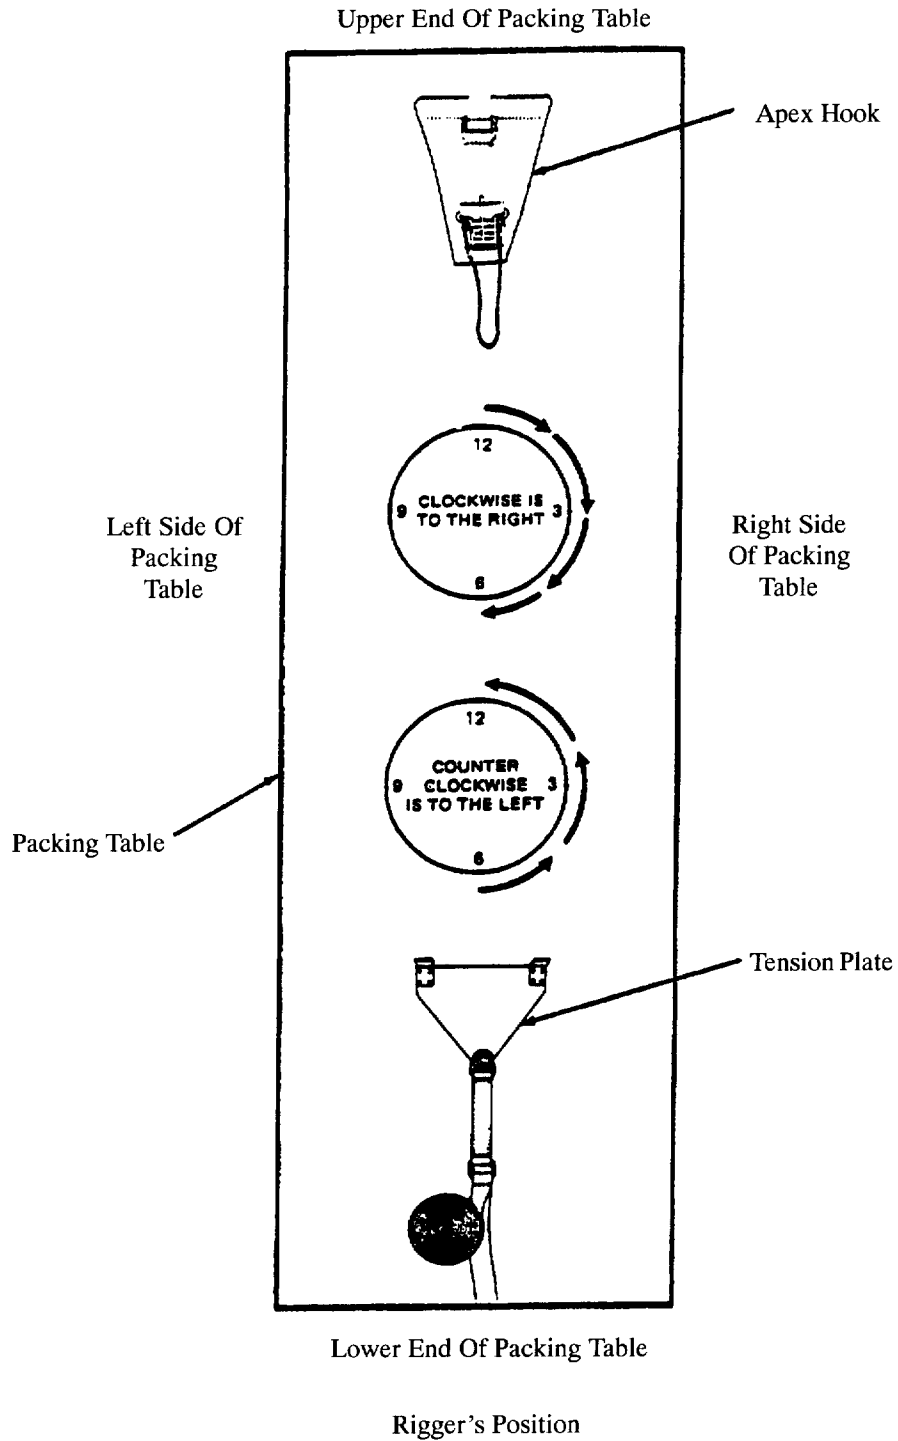 Upper End Of Packing Table
Apex Hook
12
9
CLOCKWISE IS
TO THE RIGHT
3
6
Left Side Of
Packing
Table
Right Side
Of Packing
Table
12
9
COUNTER
CLOCKWISE
IS TO THE LEFT
3
6
Packing Table
Tension Plate
Lower End Of Packing Table
Rigger's Position